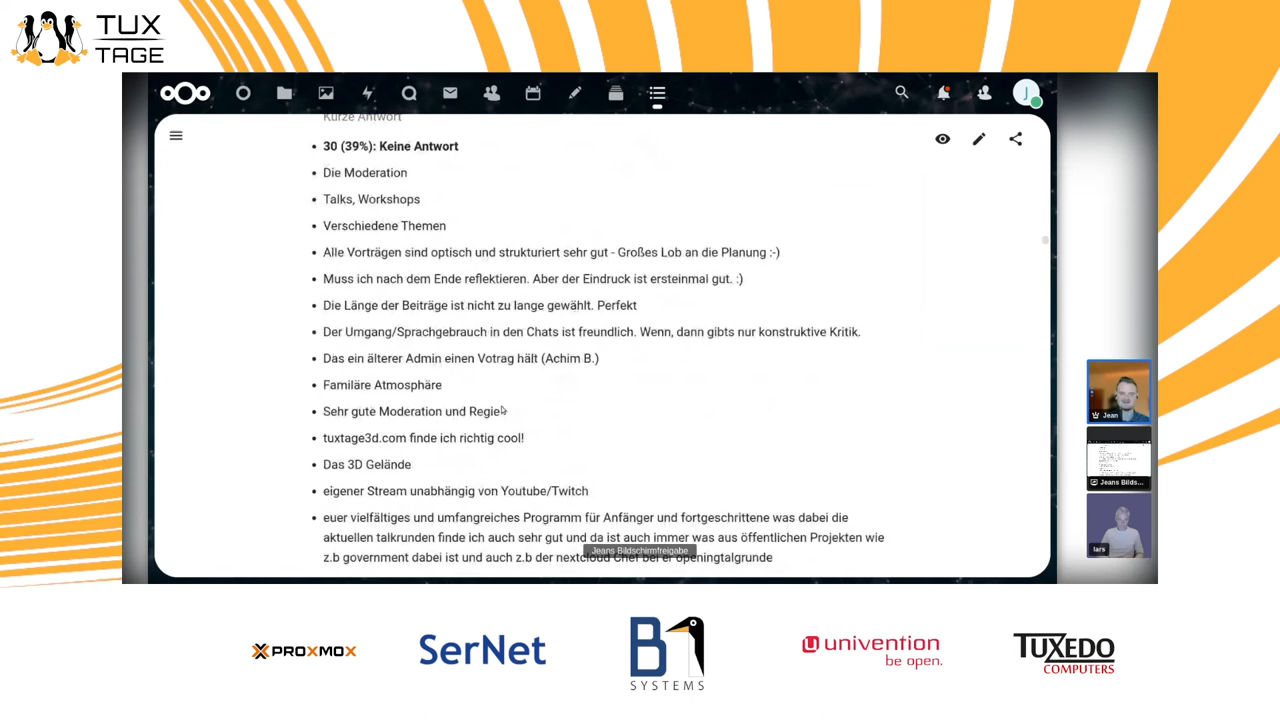 TUX
TAGE
J
Kurze Antwort
30 (39%): Keine Antwort
Die Moderation
Talks, Workshops
Verschiedene Themen
Alle Vorträgen sind optisch und strukturiert sehr gut - Großes Lob an die Planung :-)
Muss ich nach dem Ende reflektieren. Aber der Eindruck ist ersteinmal gut. :)
Die Länge der Beiträge ist nicht zu lange gewählt. Perfekt
Der Umgang/Sprachgebrauch in den Chats ist freundlich. Wenn, dann gibts nur konstruktive Kritik.
Das ein älterer Admin einen Votrag hält (Achim B.)
Familäre Atmosphäre
Sehr gute Moderation und Regie
tuxtage3d.com finde ich richtig cool!
Das 3D Gelände
eigener Stream unabhängig von Youtube/Twitch
euer vielfältiges und umfangreiches Programm für Anfänger und fortgeschrittene was dabei die
aktuellen talkrunden finde ich auch sehr gut und da ist auch immer was aus öffentlichen Projekten wie
z.b government dabei ist und auch z.b der nextcloud Chef bei er openingtalgrunde
Jeans Bildschirmfreigabe
Jean
Jeans Bilds...
lars
PROXMOX
SerNet
B1
SYSTEMS
univention
be open.
TUXEDO
COMPUTERS